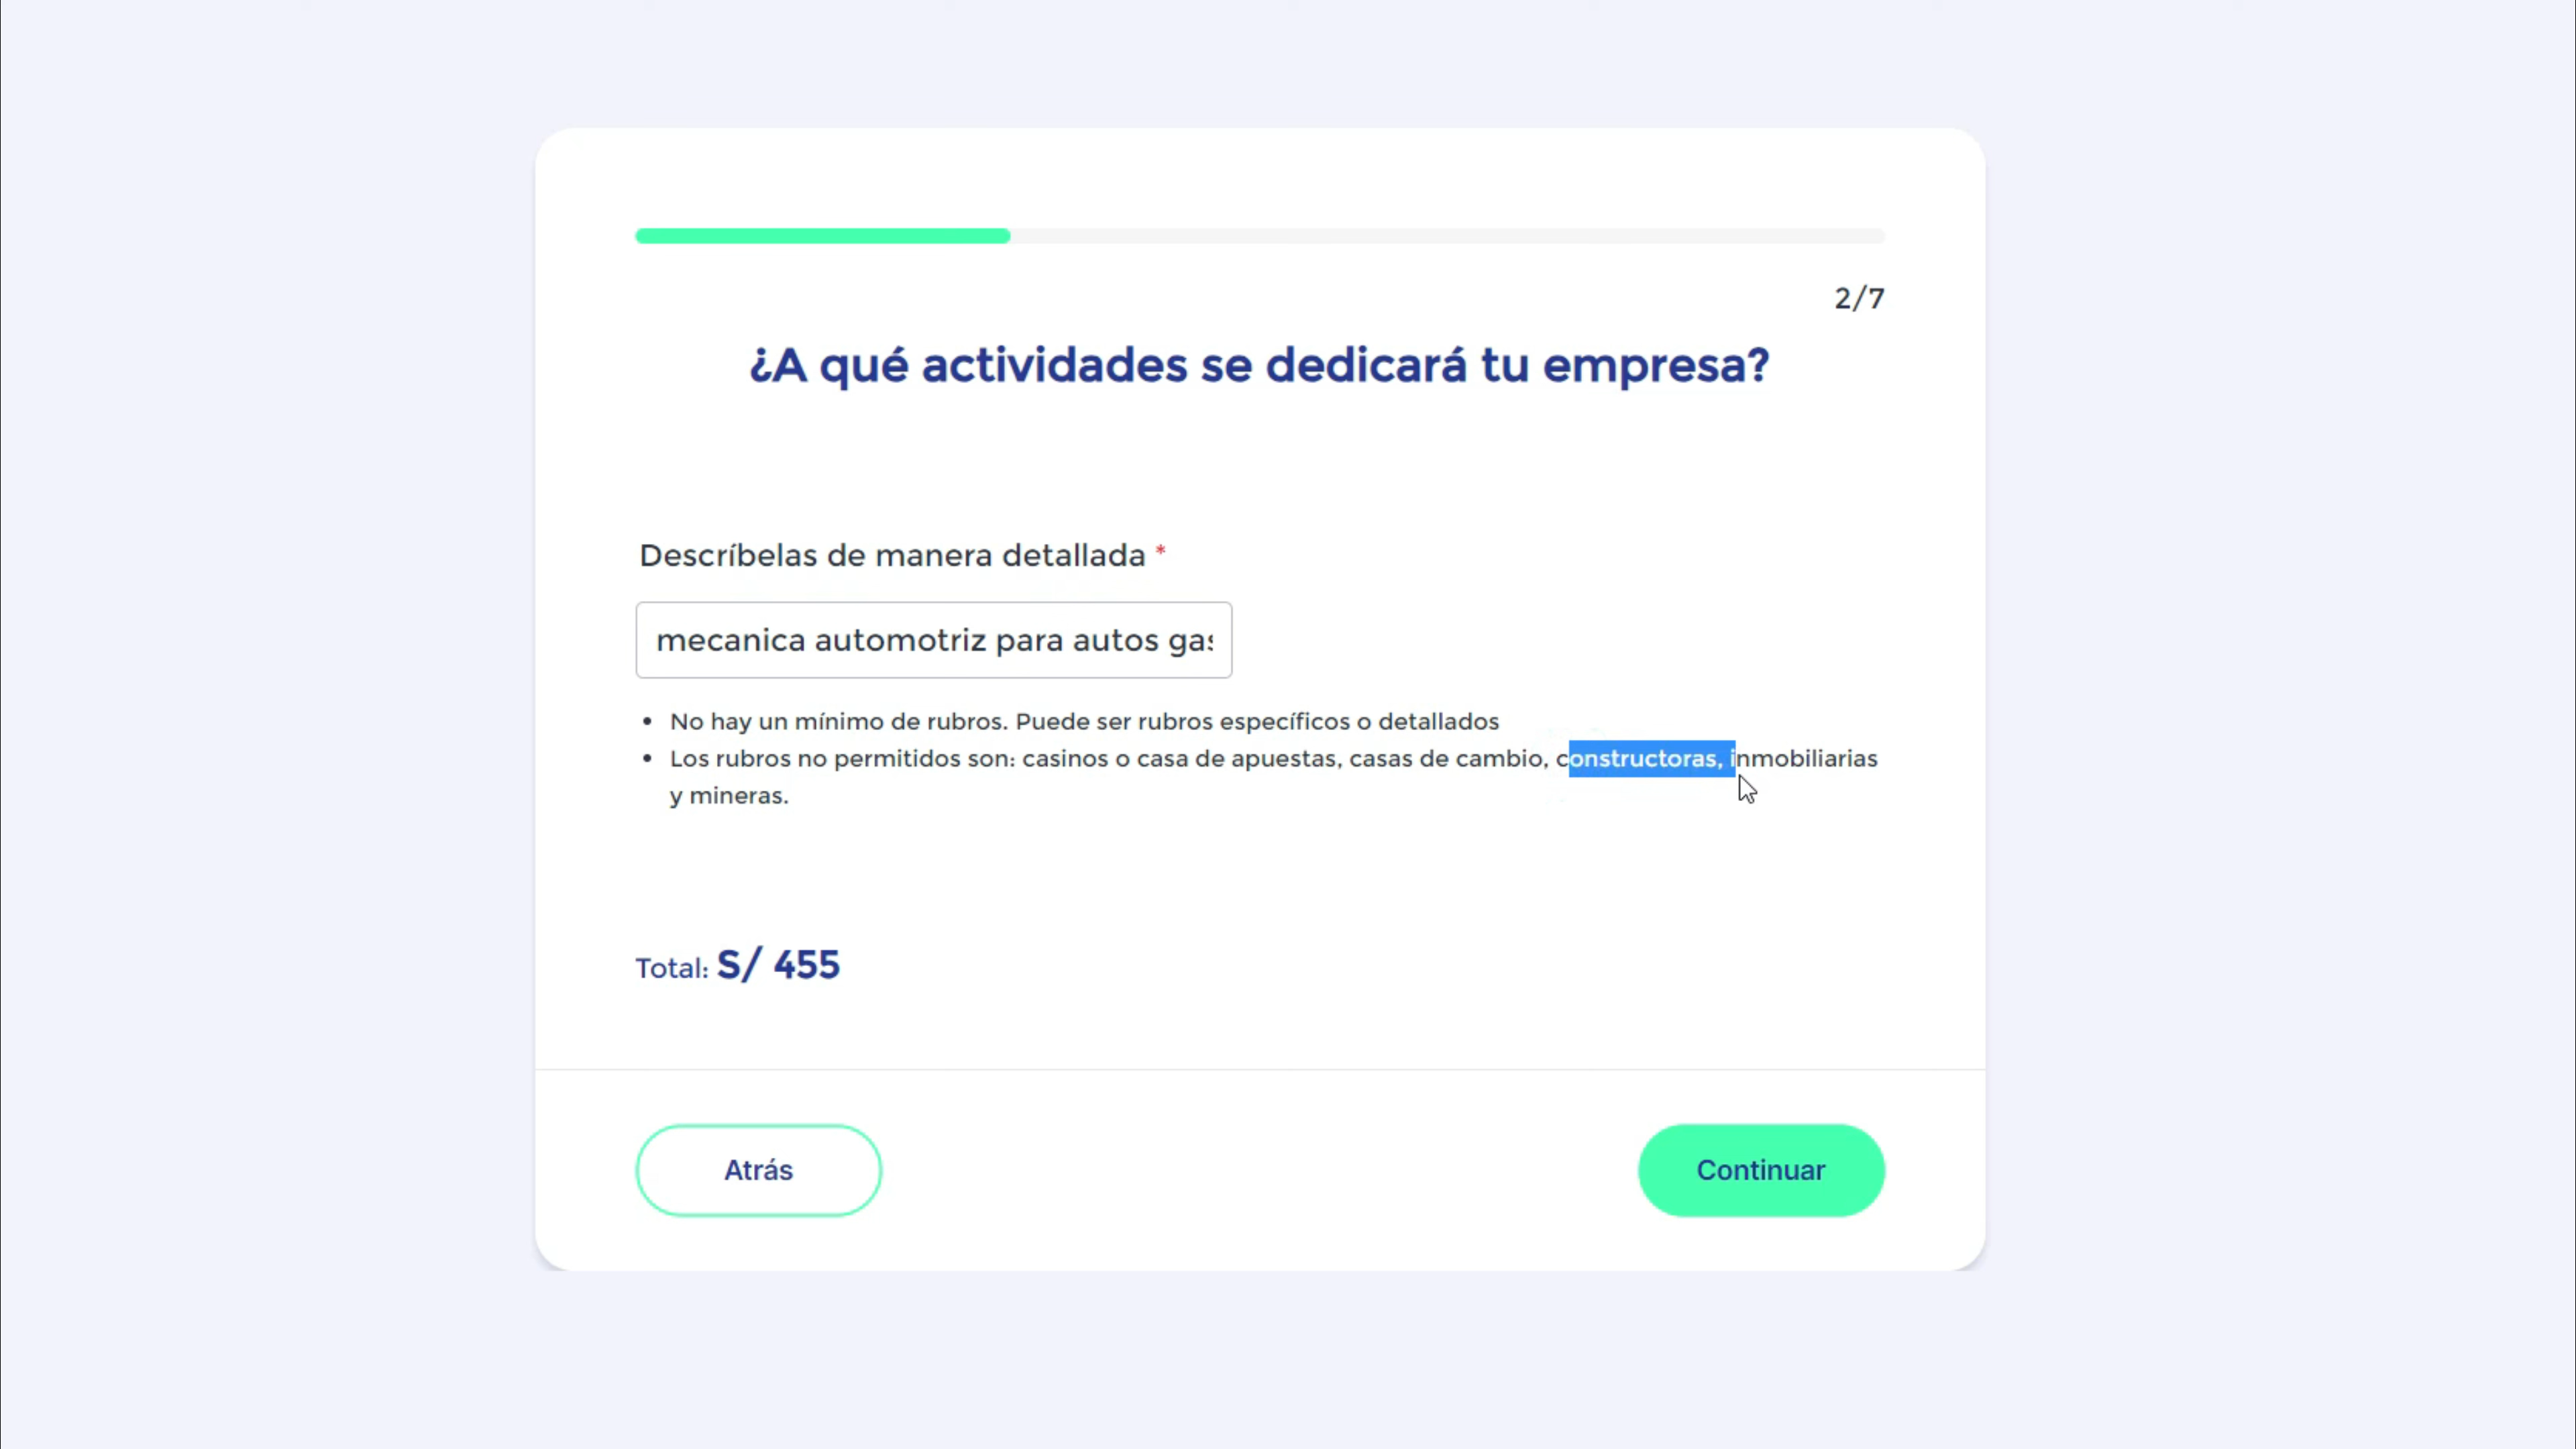 2/7
¿A qué actividades se dedicará tu empresa?
Descríbelas de manera detallada *
mecanica automotriz para autos gas
• No hay un mínimo de rubros. Puede ser rubros específicos o detallados
• Los rubros no permitidos son: casinos o casa de apuestas, casas de cambio, constructoras, inmobiliarias
y mineras.
Total: S/ 455
Atrás
Continuar